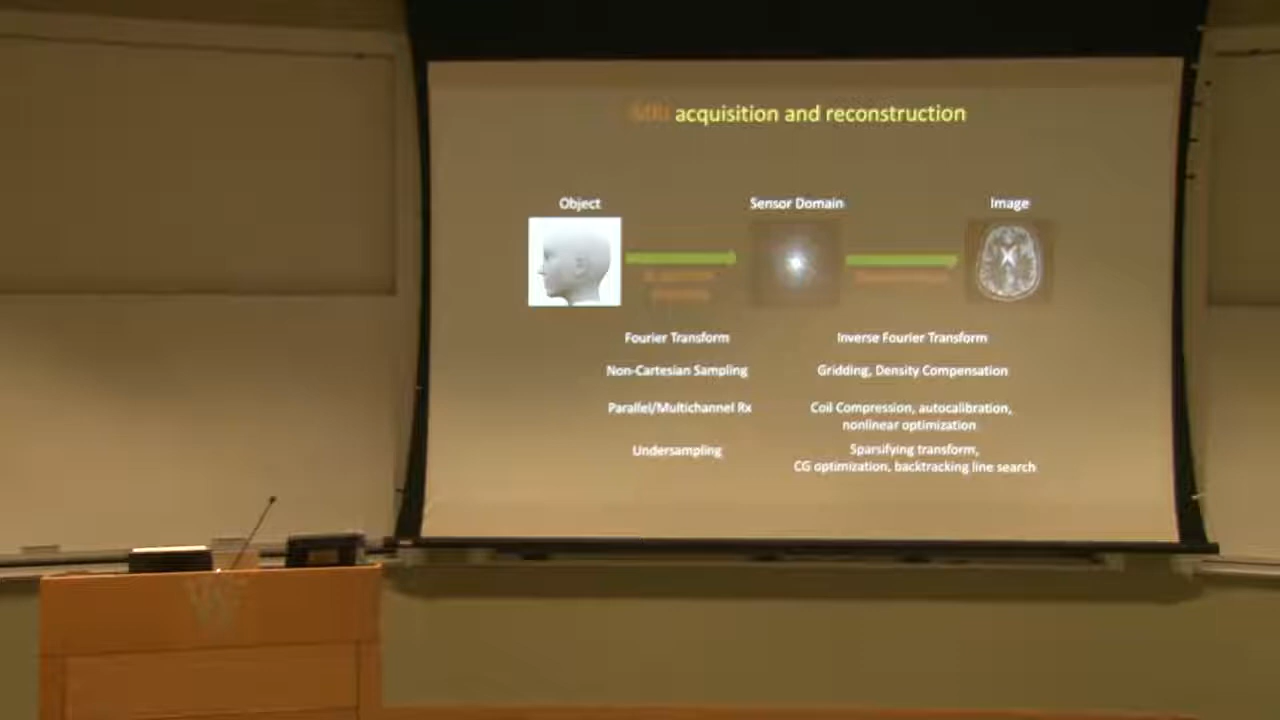 MRI acquisition and reconstruction
Object
Sensor Domain
Image
Fourier Transform
Inverse Fourier Transform
Non-Cartesian Sampling
Gridding, Density Compensation
Parallel/Multichannel Rx
Coil Compression, autocalibration,
nonlinear optimization
Undersampling
Sparsifying transform,
CG optimization, backtracking line search
W